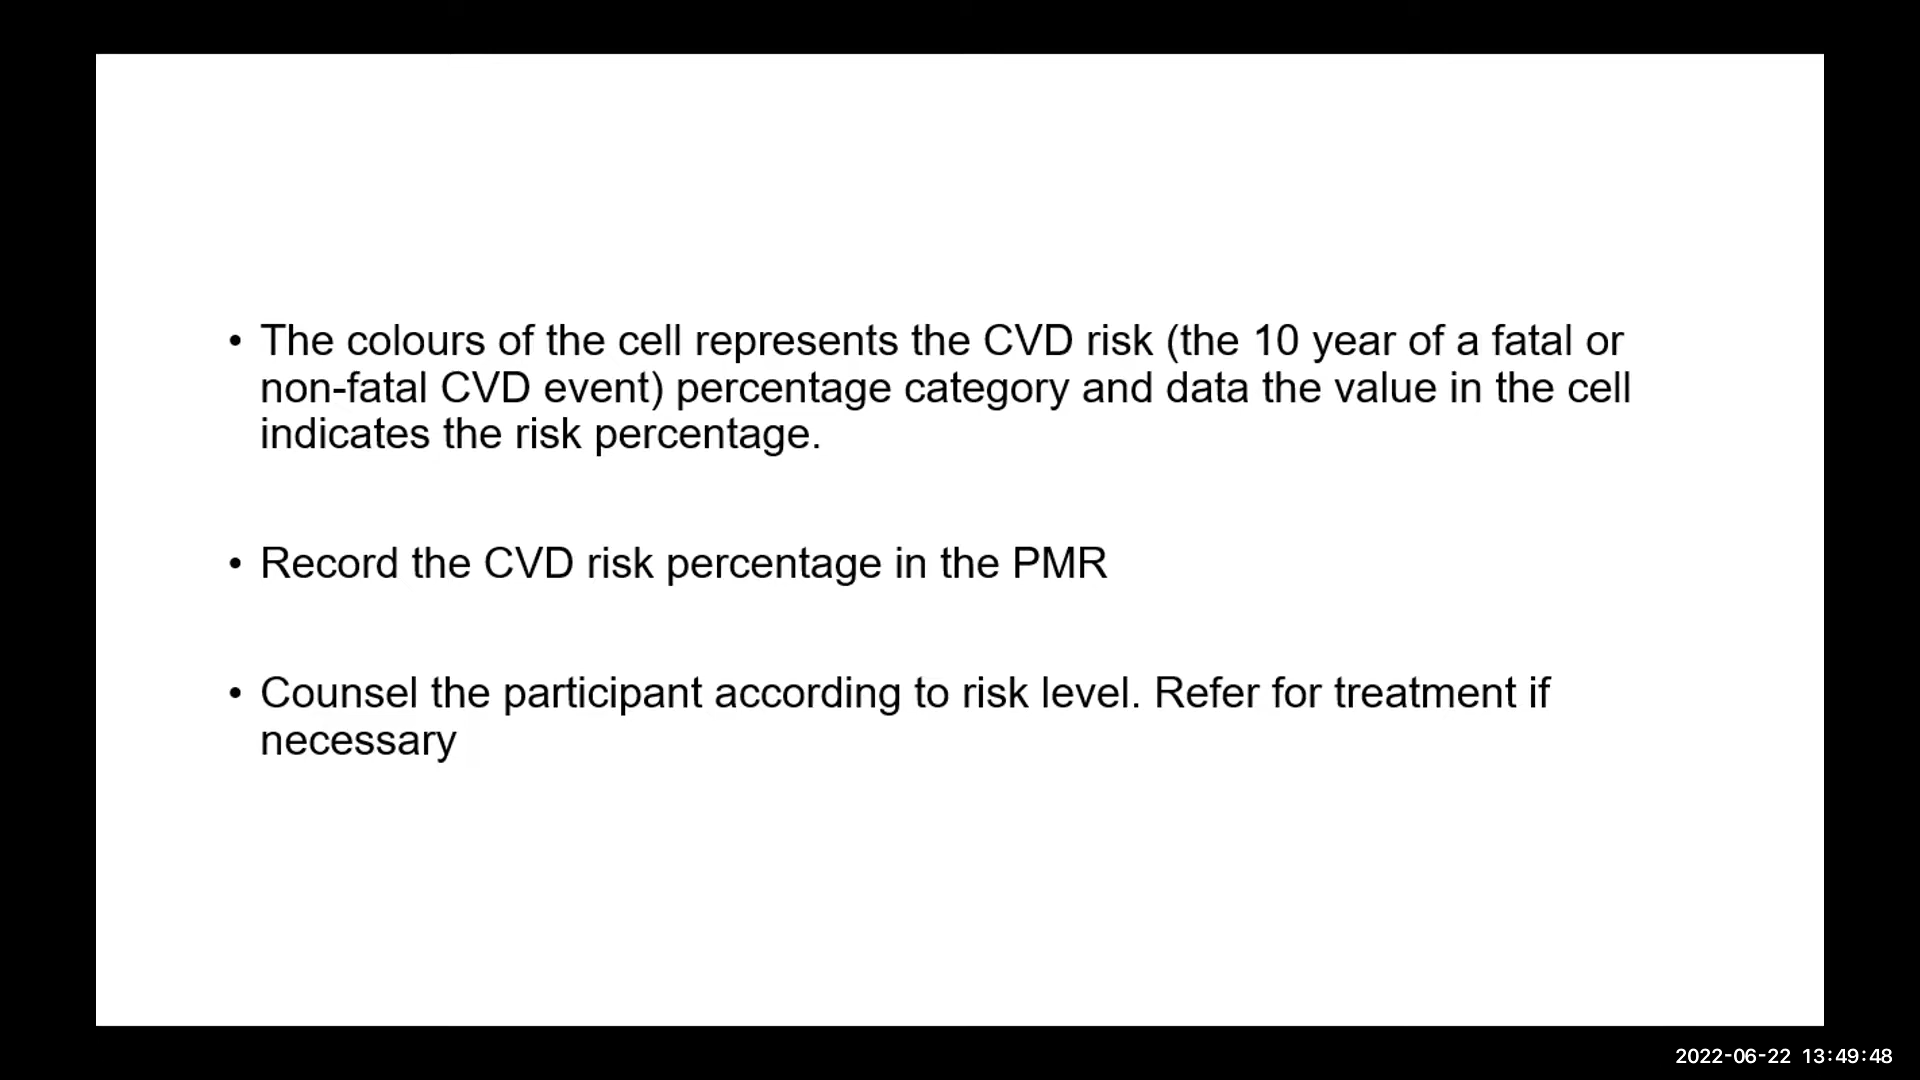 • The colours of the cell represents the CVD risk (the 10 year of a fatal or
non-fatal CVD event) percentage category and data the value in the cell
indicates the risk percentage.
• Record the CVD risk percentage in the PMR
• Counsel the participant according to risk level. Refer for treatment if
necessary
2022-06-22 13:49:48